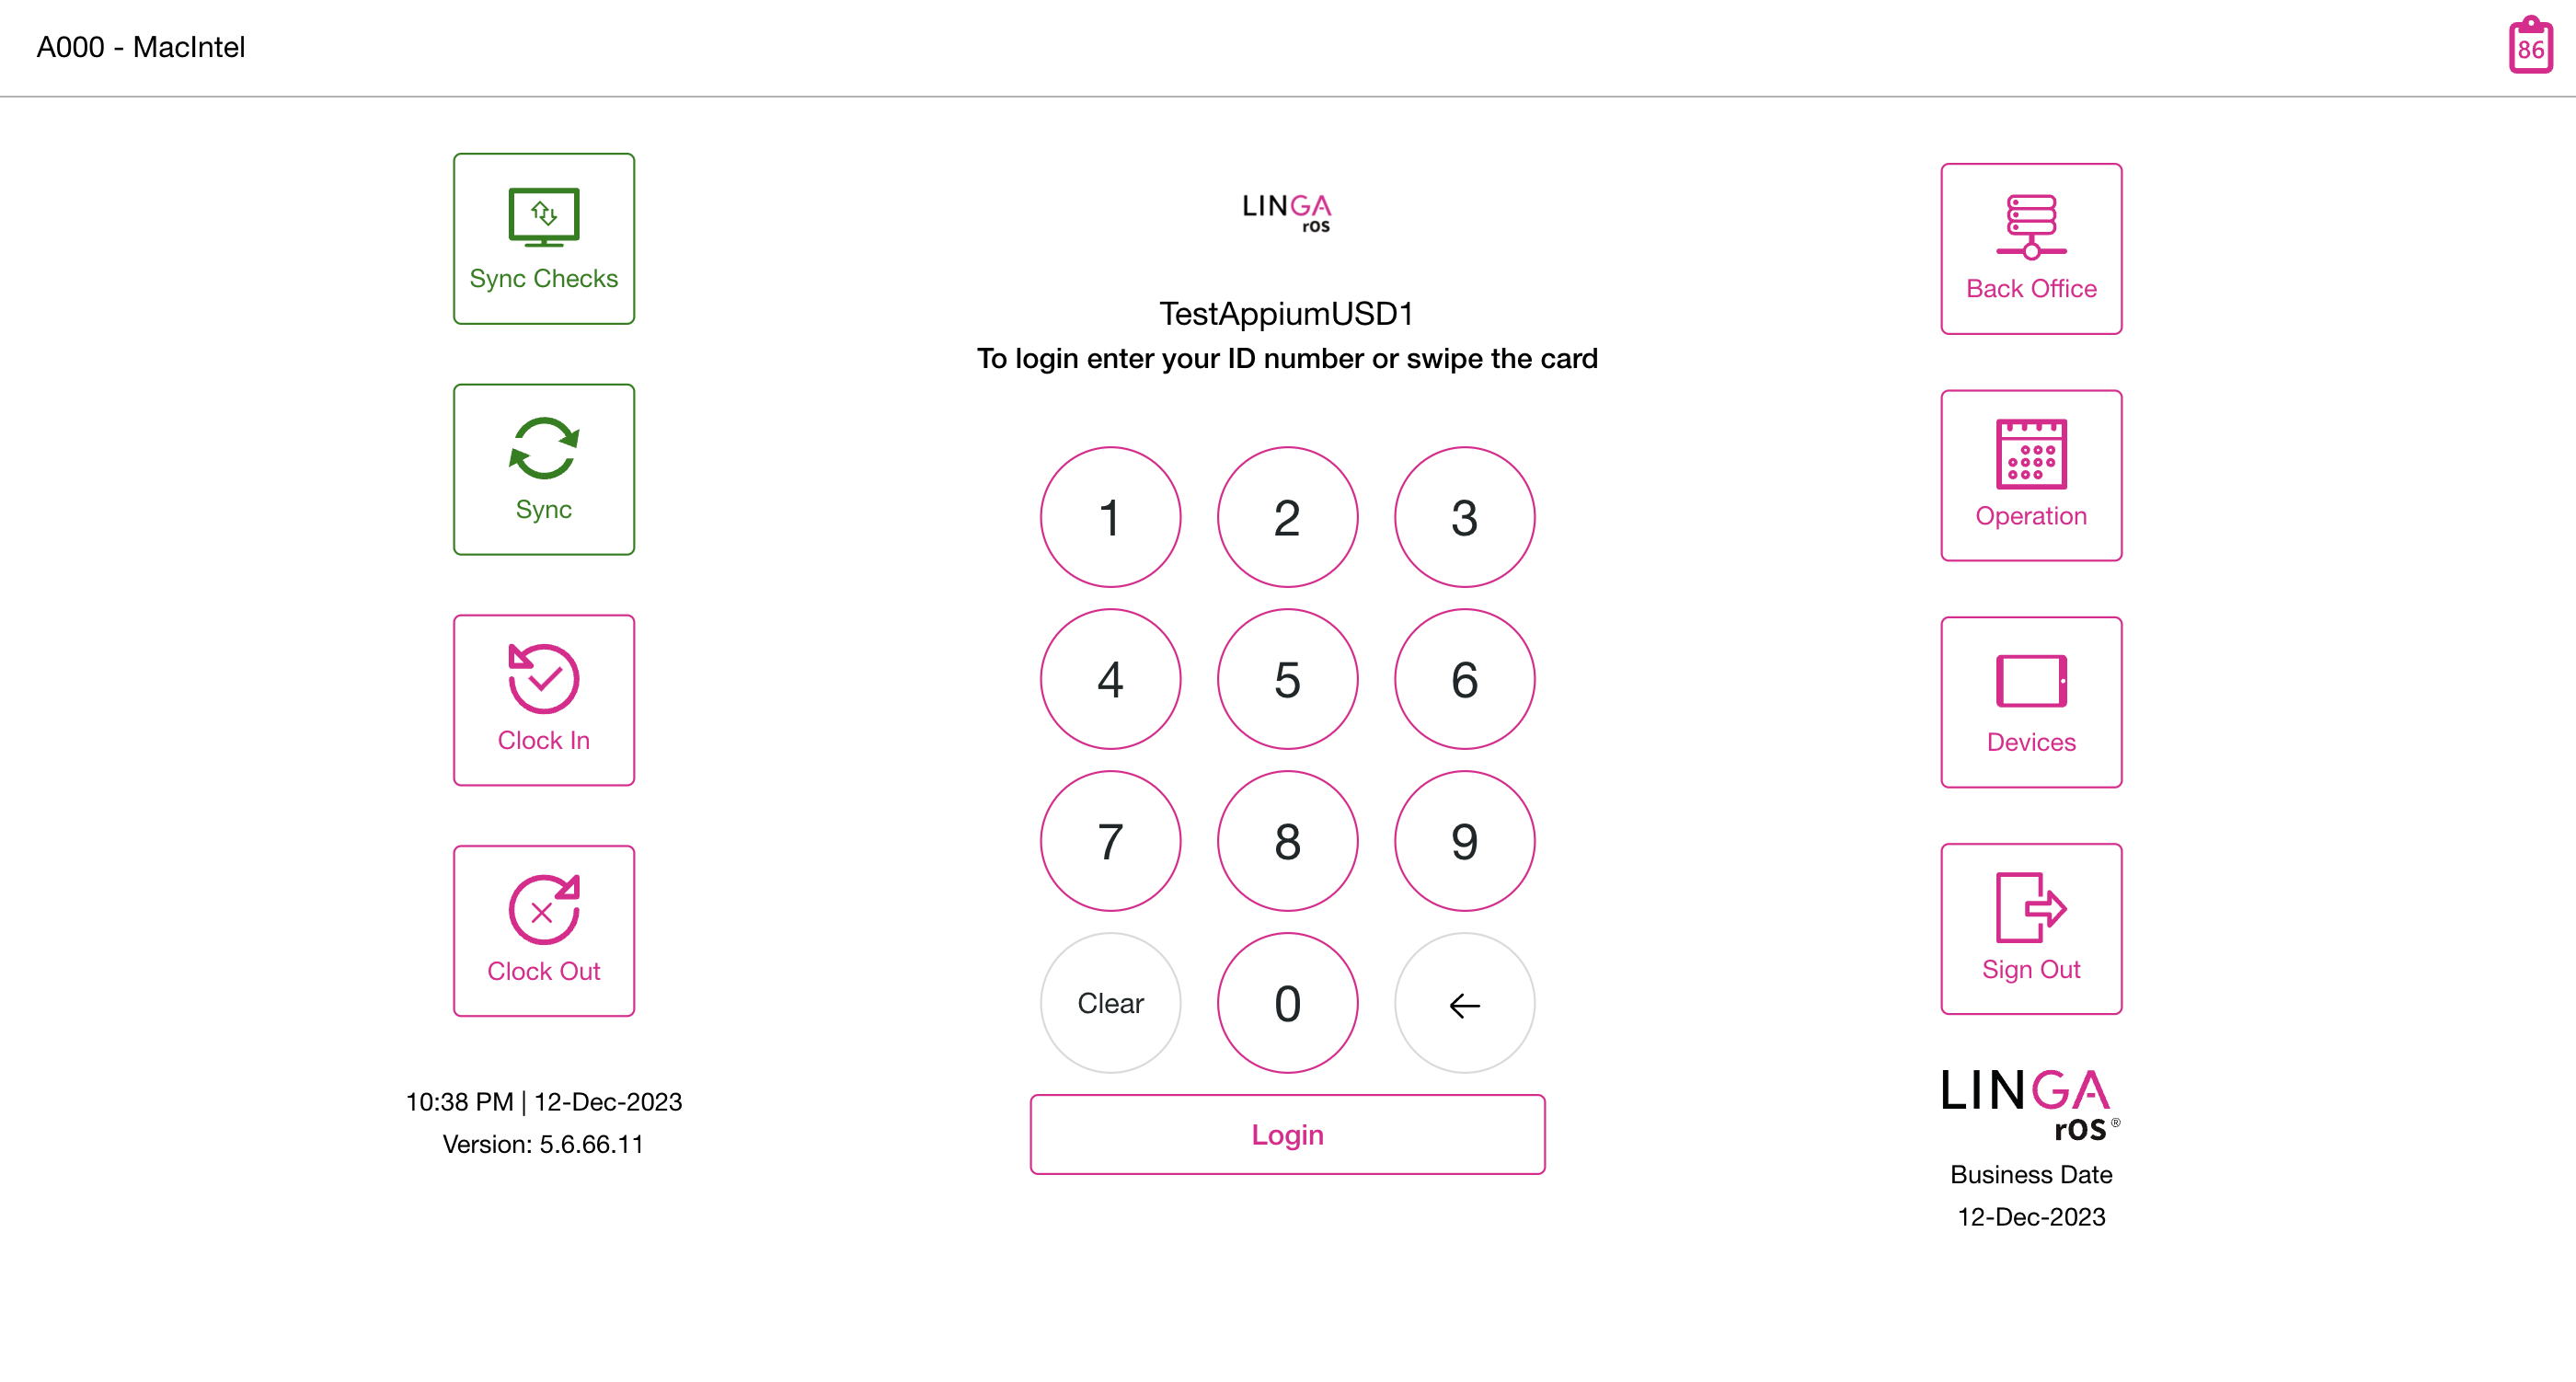 A000 - MacIntel
86
Sync Checks
Sync
Clock In
Clock Out
10:38 PM | 12-Dec-2023
Version: 5.6.66.11
LINGA
rOS
TestAppiumUSD1
To login enter your ID number or swipe the card
1 2 3
4 5 6
7 8 9
Clear 0 ←
Login
Back Office
Operation
Devices
Sign Out
LINGA
rOS ®
Business Date
12-Dec-2023